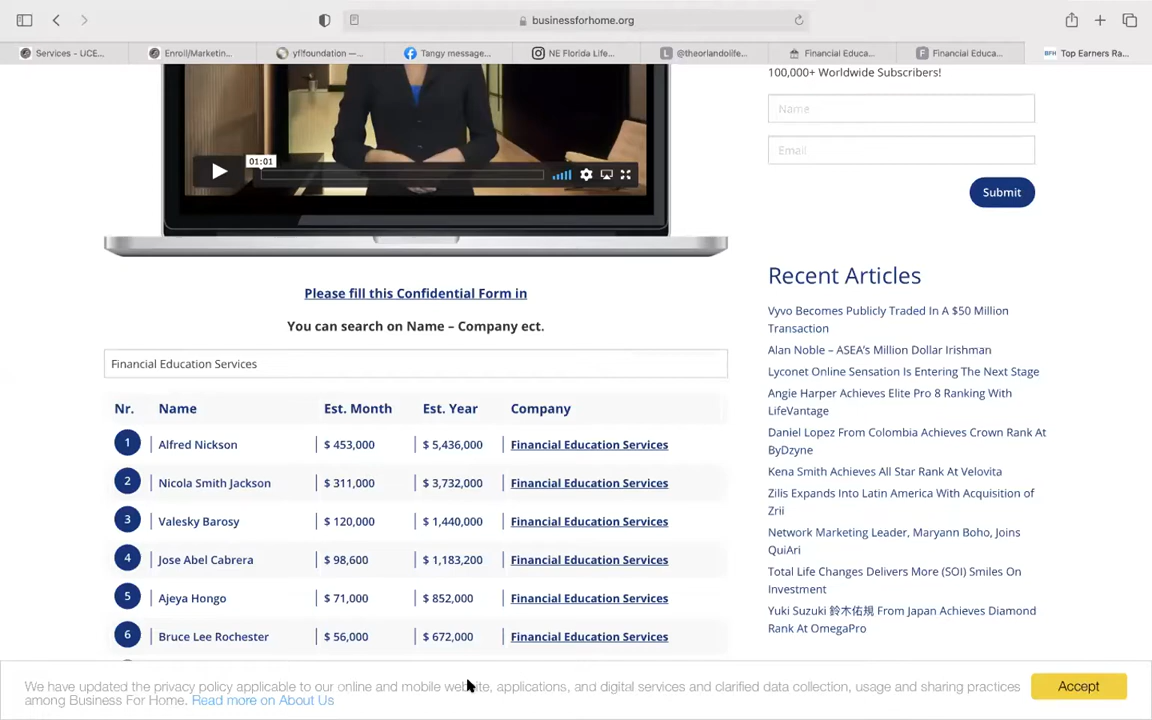 businessforhome.org
Services - UCE...
Enroll/Marketin...
yflfoundation —...
Tangy message...
NE Florida Life...
@theorlandolife...
Financial Educa...
Financial Educa...
BFH Top Earners Ra...
100,000+ Worldwide Subscribers!
Name
Email
Submit
01:01
Please fill this Confidential Form in
You can search on Name – Company ect.
Financial Education Services
Nr. Name Est. Month Est. Year Company
1 Alfred Nickson $ 453,000 $ 5,436,000 Financial Education Services
2 Nicola Smith Jackson $ 311,000 $ 3,732,000 Financial Education Services
3 Valesky Barosy $ 120,000 $ 1,440,000 Financial Education Services
4 Jose Abel Cabrera $ 98,600 $ 1,183,200 Financial Education Services
5 Ajeya Hongo $ 71,000 $ 852,000 Financial Education Services
6 Bruce Lee Rochester $ 56,000 $ 672,000 Financial Education Services
Recent Articles
Vyvo Becomes Publicly Traded In A $50 Million
Transaction
Alan Noble – ASEA's Million Dollar Irishman
Lyconet Online Sensation Is Entering The Next Stage
Angie Harper Achieves Elite Pro 8 Ranking With
LifeVantage
Daniel Lopez From Colombia Achieves Crown Rank At
ByDzyne
Kena Smith Achieves All Star Rank At Velovita
Zilis Expands Into Latin America With Acquisition of
Zrii
Network Marketing Leader, Maryann Boho, Joins
QuiAri
Total Life Changes Delivers More (SOI) Smiles On
Investment
Yuki Suzuki 鈴木佑規 From Japan Achieves Diamond
Rank At OmegaPro
We have updated the privacy policy applicable to our online and mobile website, applications, and digital services and clarified data collection, usage and sharing practices
among Business For Home. Read more on About Us
Accept